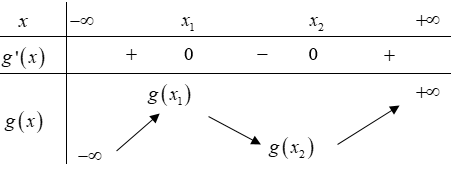 x −∞ x₁ x₂ +∞
g'(x) + 0 − 0 +
g(x) −∞ g(x₁) g(x₂) +∞